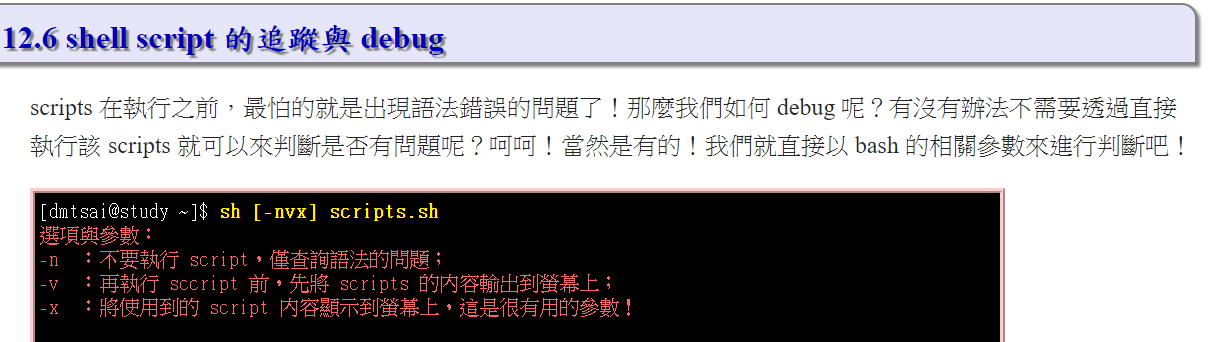 12.6 shell script 的追蹤與 debug
scripts 在執行之前，最怕的就是出現語法錯誤的問題了！那麼我們如何 debug 呢？有沒有辦法不需要透過直接
執行該 scripts 就可以來判斷是否有問題呢？呵呵！當然是有的！我們就直接以 bash 的相關參數來進行判斷吧！
[dmtsai@study ~]$ sh [-nvx] scripts.sh
選項與參數：
-n  ：不要執行 script，僅查詢語法的問題；
-v  ：再執行 sccript 前，先將 scripts 的內容輸出到螢幕上；
-x  ：將使用到的 script 內容顯示到螢幕上，這是很有用的參數！